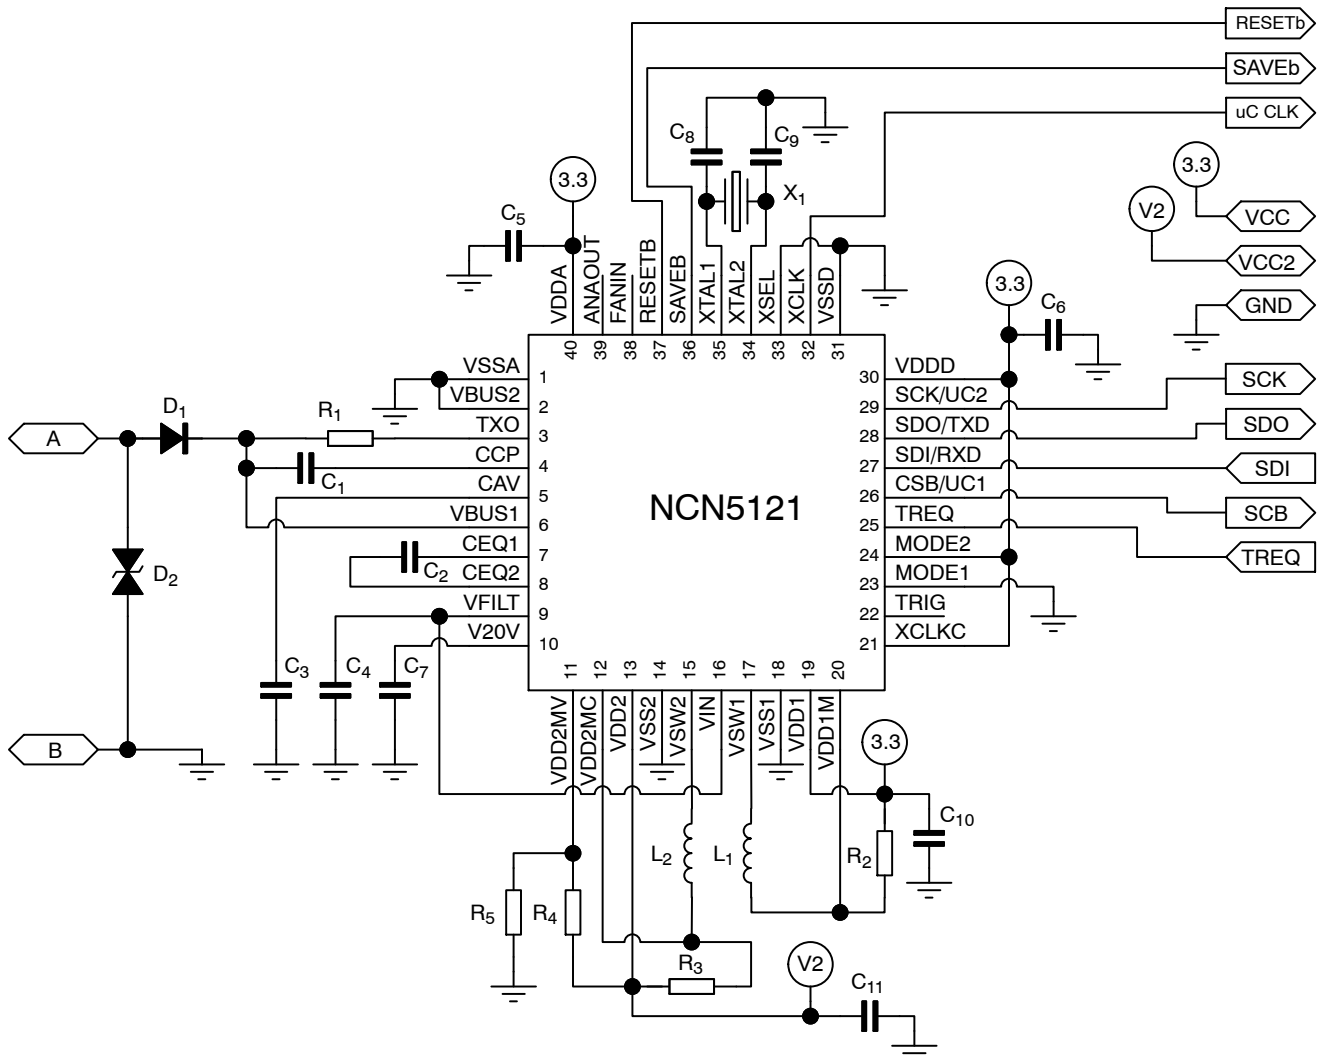 RESETb
SAVEb
uC CLK
C8
C9
X1
3.3
3.3
V2
VCC
C5
VCC2
3.3
C6
GND
VDDA
ANAOUT
FANIN
RESETB
SAVEB
XTAL1
XTAL2
XSEL
XCLK
VSSD
40
39
38
37
36
35
34
33
32
31
VSSA
1
30
VDDD
SCK
VBUS2
2
29
SCK/UC2
A
D1
R1
TXO
3
28
SDO/TXD
SDO
C1
CCP
4
27
SDI/RXD
SDI
CAV
5
NCN5121
26
CSB/UC1
SCB
VBUS1
6
25
TREQ
TREQ
C2
CEQ1
7
24
MODE2
D2
CEQ2
8
23
MODE1
VFILT
9
22
TRIG
V20V
10
21
XCLKC
C3
C4
C7
11
12
13
14
15
16
17
18
19
20
VDD2MV
VDD2MC
VDD2
VSS2
VSW2
VIN
VSW1
VSS1
VDD1
VDD1M
B
3.3
C10
L2
L1
R2
R5
R4
R3
V2
C11